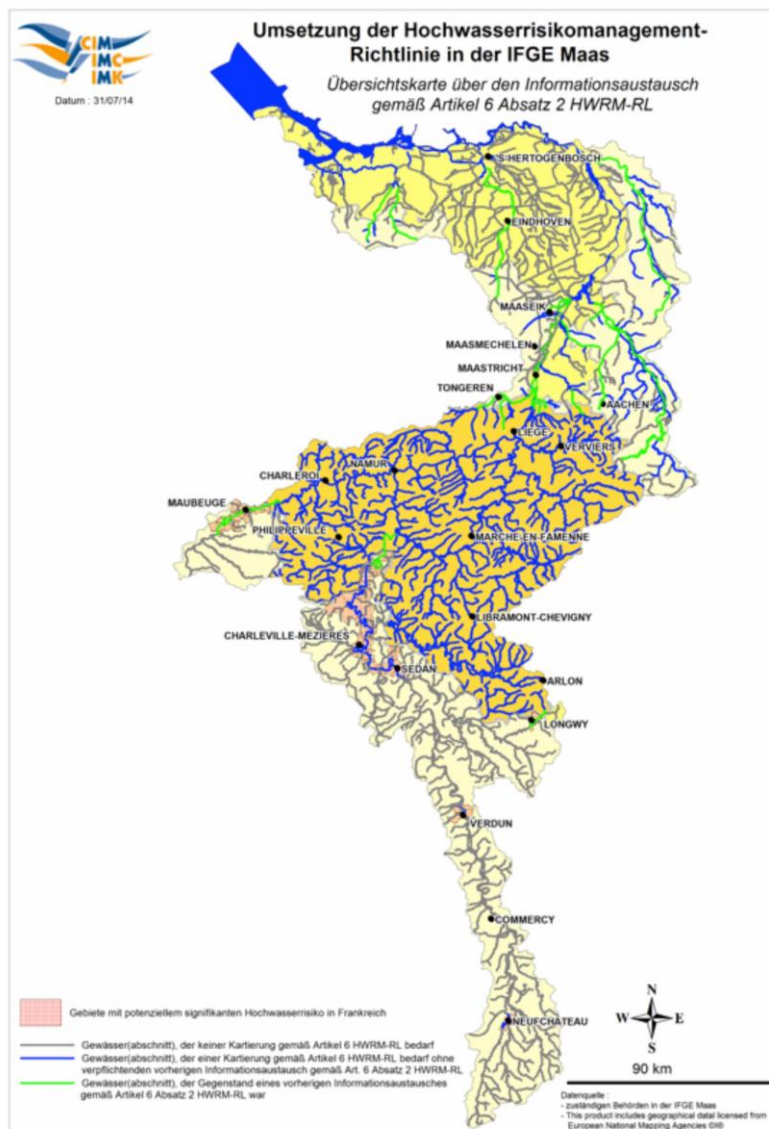 CIM
IMC
IMK
Datum : 31/07/14
Umsetzung der Hochwasserrisikomanagement-
Richtlinie in der IFGE Maas
Übersichtskarte über den Informationsaustausch
gemäß Artikel 6 Absatz 2 HWRM-RL
'S-HERTOGENBOSCH
EINDHOVEN
MAASEIK
MAASMECHELEN
MAASTRICHT
TONGEREN
AACHEN
LIEGE
VERVIERS
NAMUR
CHARLEROI
MAUBEUGE
PHILIPPEVILLE
MARCHE-EN-FAMENNE
LIBRAMONT-CHEVIGNY
CHARLEVILLE-MEZIERES
SEDAN
ARLON
LONGWY
VERDUN
COMMERCY
NEUFCHÂTEAU
Gebiete mit potenziellem signifikanten Hochwasserrisiko in Frankreich
Gewässer(abschnitt), der keiner Kartierung gemäß Artikel 6 HWRM-RL bedarf
Gewässer(abschnitt), der einer Kartierung gemäß Artikel 6 HWRM-RL bedarf ohne
verpflichtenden vorherigen Informationsaustausch gemäß Art. 6 Absatz 2 HWRM-RL
Gewässer(abschnitt), der Gegenstand eines vorherigen Informationsaustausches
gemäß Artikel 6 Absatz 2 HWRM-RL war
N
W E
S
90 km
Datenquelle :
- zuständigen Behörden in der IFGE Maas
- This product includes geographical datal licensed from
European National Mapping Agencies ©I®